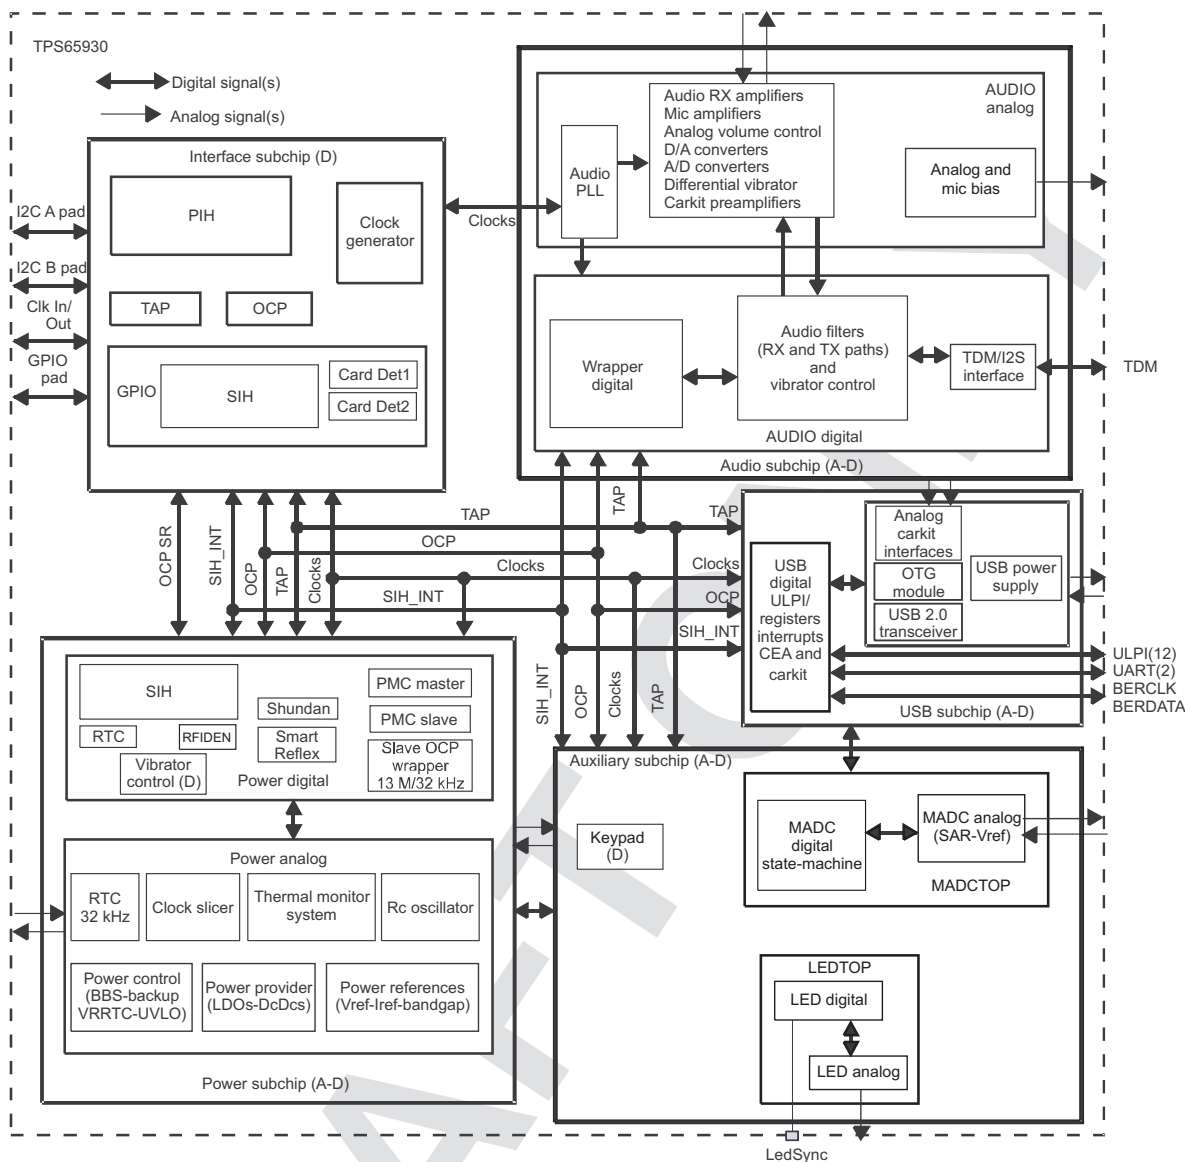 TPS65930
Digital signal(s)
Analog signal(s)
Interface subchip (D)
PIH
Clock
generator
TAP
OCP
GPIO
SIH
Card Det1
Card Det2
I2C A pad
I2C B pad
Clk In/
Out
GPIO
pad
Clocks
AUDIO
analog
Audio
PLL
Audio RX amplifiers
Mic amplifiers
Analog volume control
D/A converters
A/D converters
Differential vibrator
Carkit preamplifiers
Analog and
mic bias
Wrapper
digital
Audio filters
(RX and TX paths)
and
vibrator control
TDM/I2S
interface
TDM
AUDIO digital
Audio subchip (A-D)
OCP SR
SIH_INT
OCP
TAP
Clocks
TAP
OCP
Clocks
SIH_INT
TAP
TAP
Clocks
OCP
SIH_INT
SIH_INT
OCP
Clocks
TAP
USB
digital
ULPI/
registers
interrupts
CEA and
carkit
Analog
carkit
interfaces
OTG
module
USB 2.0
transceiver
USB power
supply
ULPI(12)
UART(2)
BERCLK
BERDATA
USB subchip (A-D)
SIH
RTC
RFIDEN
Vibrator
control (D)
Shundan
Smart
Reflex
PMC master
PMC slave
Slave OCP
wrapper
13 M/32 kHz
Power digital
Power analog
RTC
32 kHz
Clock slicer
Thermal monitor
system
Rc oscillator
Power control
(BBS-backup
VRRTC-UVLO)
Power provider
(LDOs-DcDcs)
Power references
(Vref-Iref-bandgap)
Power subchip (A-D)
Auxiliary subchip (A-D)
Keypad
(D)
MADC
digital
state-machine
MADC analog
(SAR-Vref)
MADCTOP
LEDTOP
LED digital
LED analog
LedSync